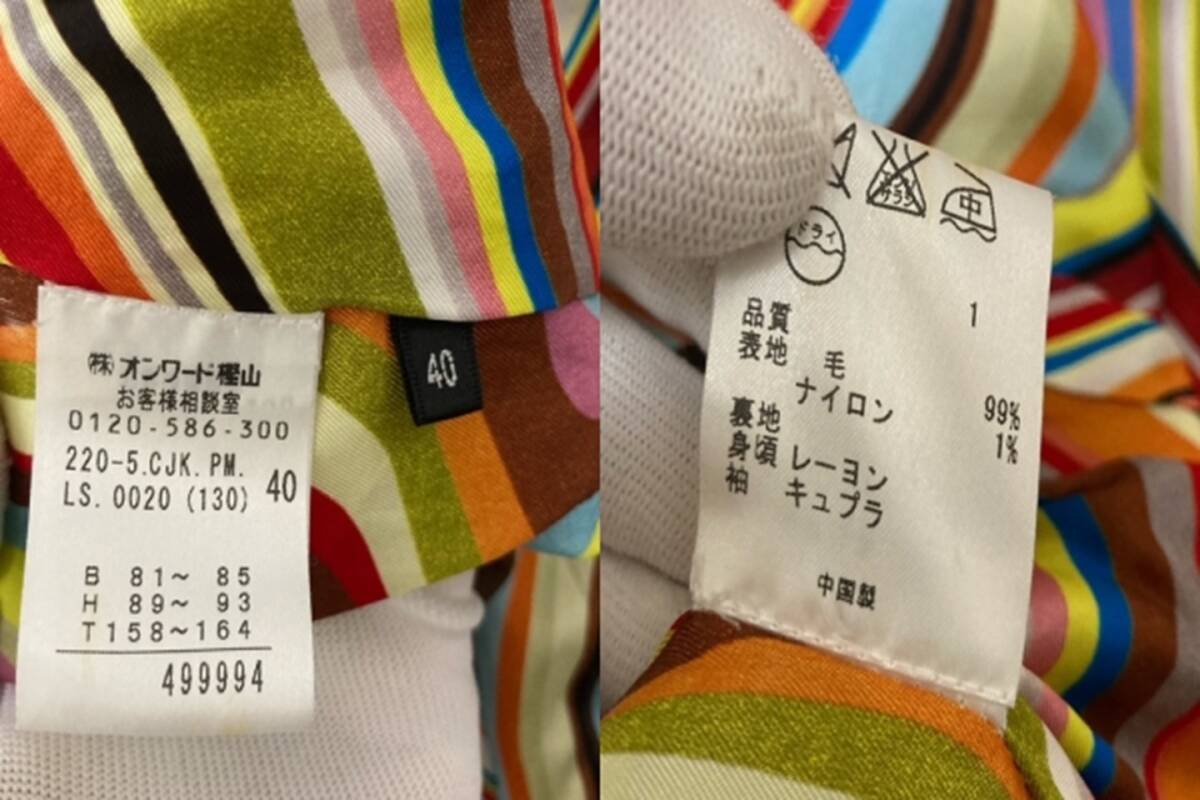 ㈱オンワード樫山
お客様相談室
0120-586-300
220-5.CJK.PM.
LS.0020 (130) 40
B 81〜 85
H 89〜 93
T158〜164
499994
40
中
ドライ
品質 1
表地 毛 99%
ナイロン 1%
裏地
身頃 レーヨン
袖 キュプラ
中国製